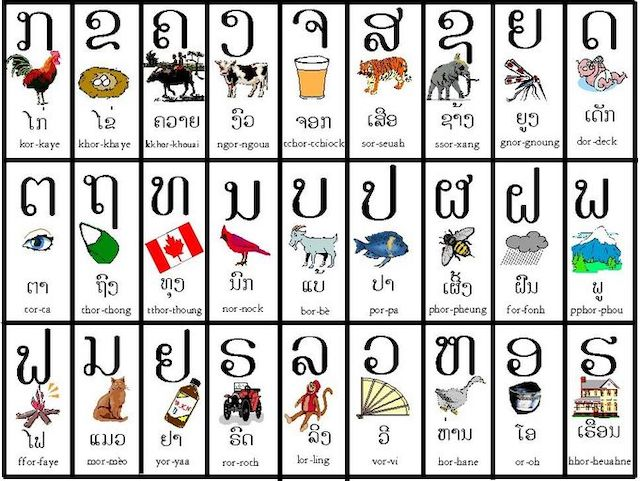 ກ
ໄກ່
kor-kaye
ຂ
ໄຂ່
khor-khaye
ຄ
ຄວາຍ
kkhor-khouai
ງ
ງົວ
ngor-ngoua
ຈ
ຈອກ
tchor-tchiock
ສ
ເສືອ
sor-seuah
ຊ
ຊ້າງ
ssor-xang
ຍ
ຍູງ
gnor-gnoung
ດ
ເດັກ
dor-deck
ຕ
ຕາ
tor-ta
ຖ
ຖົງ
thor-thong
ທ
ທຸງ
tthor-thoung
ນ
ນົກ
nor-nock
ບ
ແບ້
bor-bè
ປ
ປາ
por-pa
ຜ
ເຜີ້ງ
phor-pheung
ຝ
ຝົນ
for-fonh
ພ
ພູ
pphor-phou
ຟ
ໄຟ
ffor-faye
ມ
ແມວ
mor-mèo
ຢ
ຢາ
yor-yaa
ຣ
ຣົດ
ror-roch
ລ
ລິງ
lor-ling
ວ
ວີ
vor-vi
ຫ
ຫ່ານ
hor-hane
ອ
ໂອ
or-oh
ຮ
ເຮືອນ
hhor-heuahne